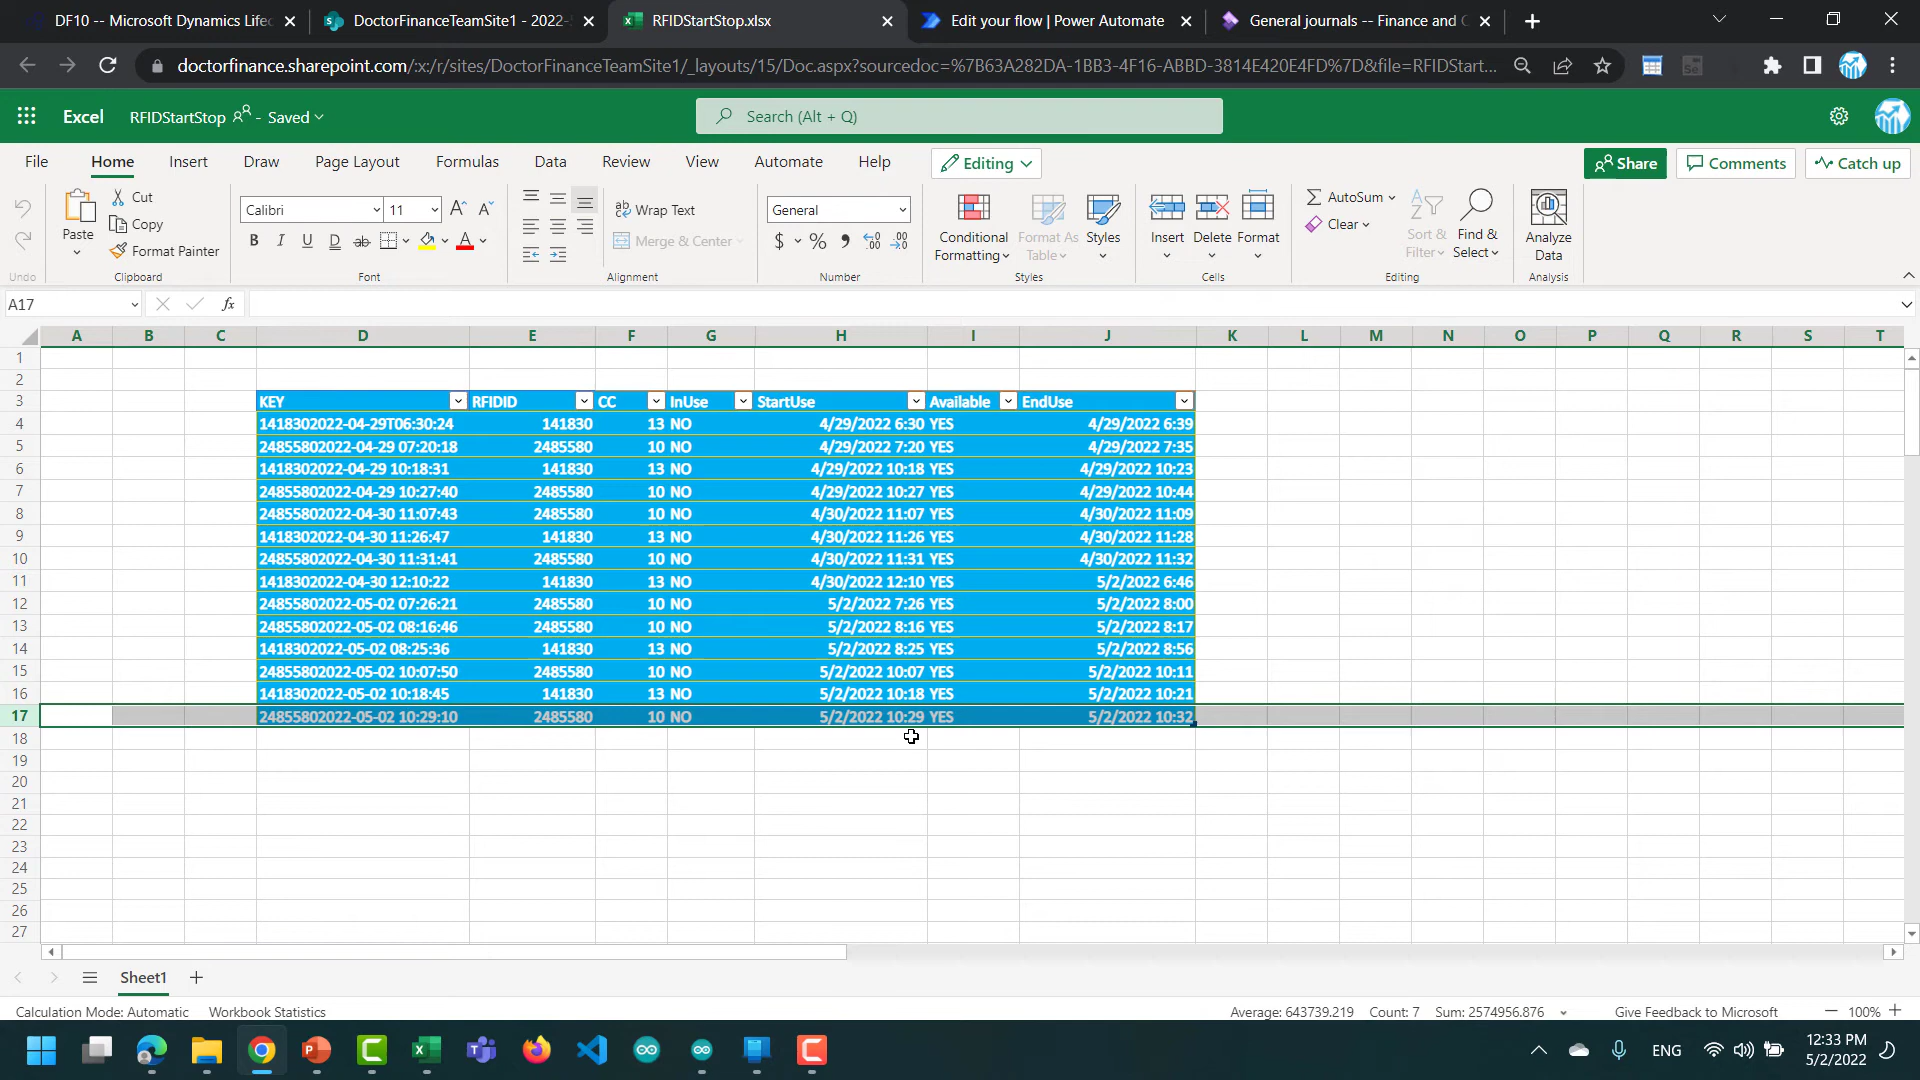 DF10 -- Microsoft Dynamics Lifec
DoctorFinanceTeamSite1 - 2022-
RFIDStartStop.xlsx
Edit your flow | Power Automate
General journals -- Finance and
doctorfinance.sharepoint.com/:x:/r/sites/DoctorFinanceTeamSite1/_layouts/15/Doc.aspx?sourcedoc=%7B63A282DA-1BB3-4F16-ABBD-3814E420E4FD%7D&file=RFIDStart...
Excel
RFIDStartStop - Saved
Search (Alt + Q)
File Home Insert Draw Page Layout Formulas Data Review View Automate Help
Editing
Share
Comments
Catch up
Undo
Paste
Cut
Copy
Format Painter
Clipboard
Calibri 11
B I U D ab
A
Font
Wrap Text
Merge & Center
Alignment
General
$ % 9
Number
Conditional Formatting
Format As Table
Styles
Styles
Insert Delete Format
Cells
AutoSum
Clear
Sort & Filter
Find & Select
Editing
Analyze Data
Analysis
A17
fx
A B C D E F G H I J K L M N O P Q R S T
1
2
3 KEY RFIDID CC InUse StartUse Available EndUse
4 1418302022-04-29T06:30:24 141830 13 NO 4/29/2022 6:30 YES 4/29/2022 6:39
5 24855802022-04-29 07:20:18 2485580 10 NO 4/29/2022 7:20 YES 4/29/2022 7:35
6 1418302022-04-29 10:18:31 141830 13 NO 4/29/2022 10:18 YES 4/29/2022 10:23
7 24855802022-04-29 10:27:40 2485580 10 NO 4/29/2022 10:27 YES 4/29/2022 10:44
8 24855802022-04-30 11:07:43 2485580 10 NO 4/30/2022 11:07 YES 4/30/2022 11:09
9 1418302022-04-30 11:26:47 141830 13 NO 4/30/2022 11:26 YES 4/30/2022 11:28
10 24855802022-04-30 11:31:41 2485580 10 NO 4/30/2022 11:31 YES 4/30/2022 11:32
11 1418302022-04-30 12:10:22 141830 13 NO 4/30/2022 12:10 YES 5/2/2022 6:46
12 24855802022-05-02 07:26:21 2485580 10 NO 5/2/2022 7:26 YES 5/2/2022 8:00
13 24855802022-05-02 08:16:46 2485580 10 NO 5/2/2022 8:16 YES 5/2/2022 8:17
14 1418302022-05-02 08:25:36 141830 13 NO 5/2/2022 8:25 YES 5/2/2022 8:56
15 24855802022-05-02 10:07:50 2485580 10 NO 5/2/2022 10:07 YES 5/2/2022 10:11
16 1418302022-05-02 10:18:45 141830 13 NO 5/2/2022 10:18 YES 5/2/2022 10:21
17 24855802022-05-02 10:29:10 2485580 10 NO 5/2/2022 10:29 YES 5/2/2022 10:32
18
19
20
21
22
23
24
25
26
27
Sheet1
Calculation Mode: Automatic Workbook Statistics Average: 643739.219 Count: 7 Sum: 2574956.876 Give Feedback to Microsoft 100%
ENG
12:33 PM
5/2/2022